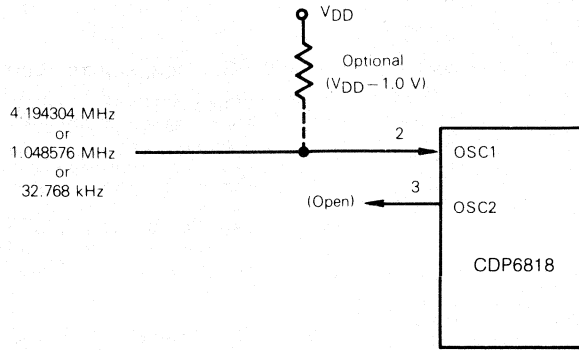 VDD
Optional
(VDD – 1.0 V)
4.194304 MHz
or
1.048576 MHz
or
32.768 kHz
2
OSC1
3
(Open)
OSC2
CDP6818